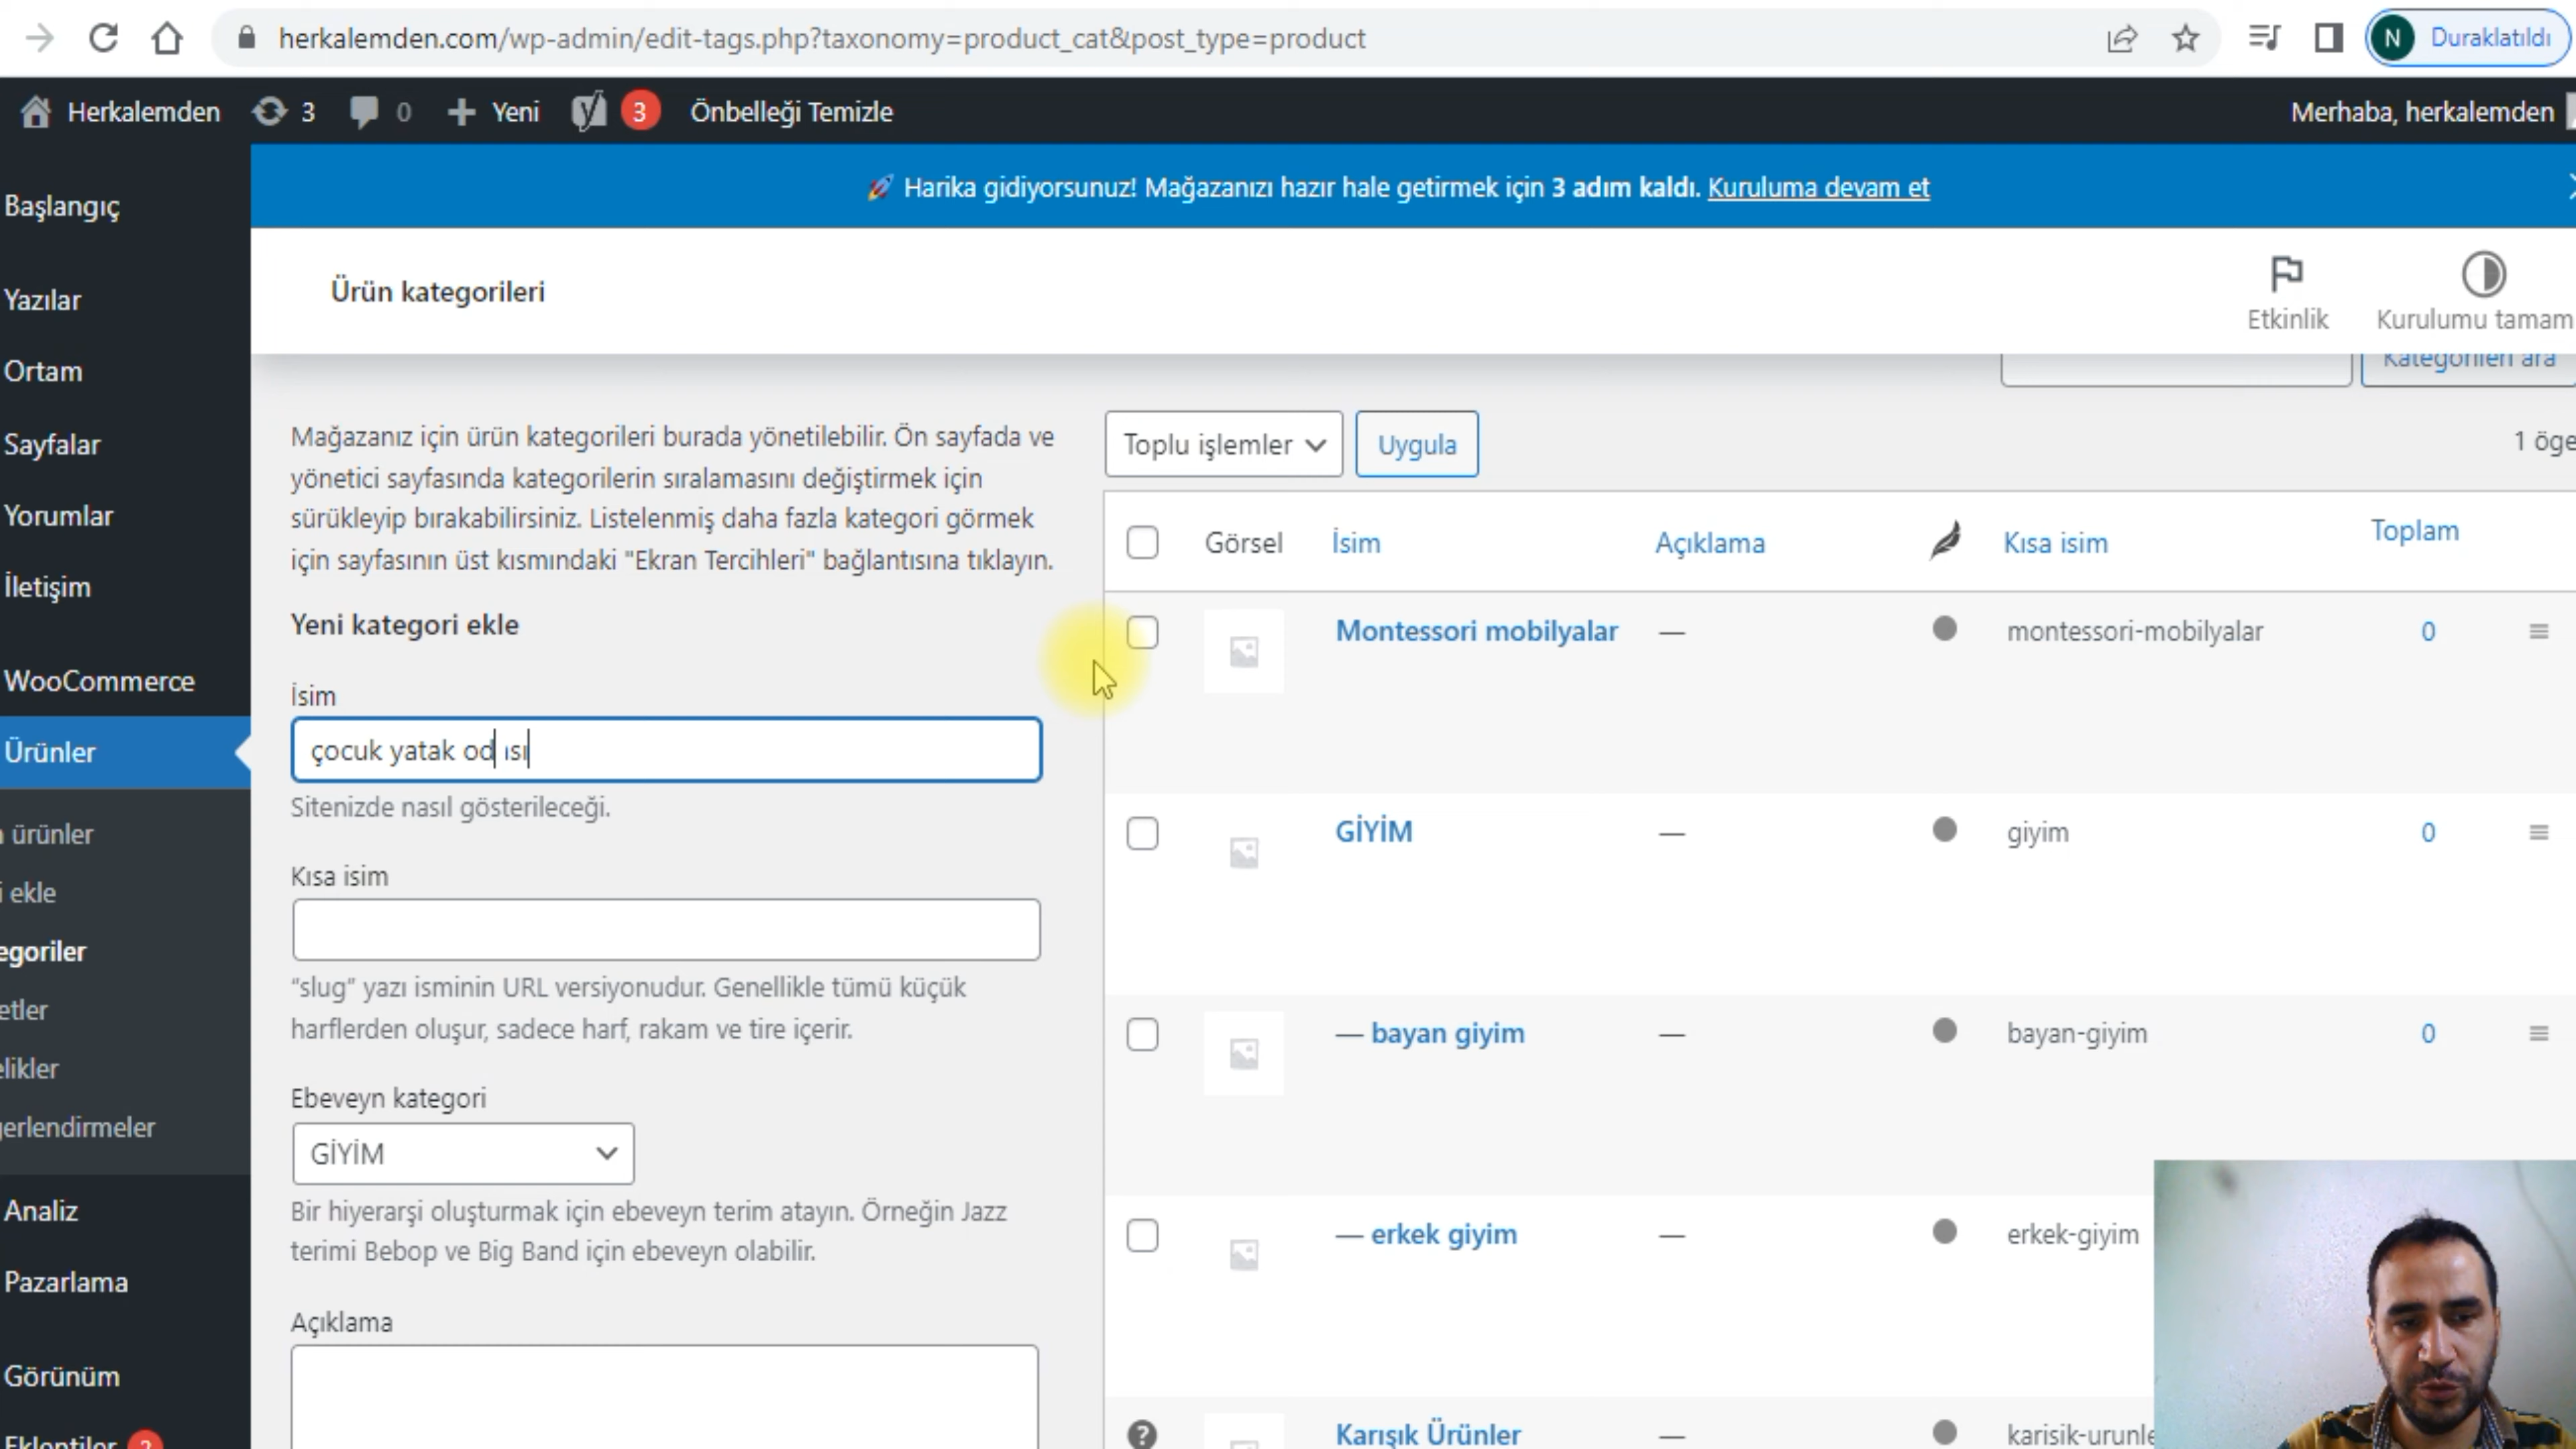 herkalemden.com/wp-admin/edit-tags.php?taxonomy=product_cat&post_type=product
N Duraklatıldı
Herkalemden 3 0 Yeni 3 Önbelleği Temizle
Merhaba, herkalemden
Harika gidiyorsunuz! Mağazanızı hazır hale getirmek için 3 adım kaldı. Kuruluma devam et
Başlangıç
Yazılar
Ortam
Sayfalar
Yorumlar
İletişim
WooCommerce
Ürünler
ürünler
ekle
egoriler
etler
elikler
ğerlendirmeler
Analiz
Pazarlama
Görünüm
Eklentiler 2
Ürün kategorileri
Etkinlik
Kurulumu tamam
Kategorileri ara
Mağazanız için ürün kategorileri burada yönetilebilir. Ön sayfada ve
yönetici sayfasında kategorilerin sıralamasını değiştirmek için
sürükleyip bırakabilirsiniz. Listelenmiş daha fazla kategori görmek
için sayfasının üst kısmındaki "Ekran Tercihleri" bağlantısına tıklayın.
Yeni kategori ekle
İsim
çocuk yatak od ısı
Sitenizde nasıl gösterileceği.
Kısa isim
“slug” yazı isminin URL versiyonudur. Genellikle tümü küçük
harflerden oluşur, sadece harf, rakam ve tire içerir.
Ebeveyn kategori
GİYİM
Bir hiyerarşi oluşturmak için ebeveyn terim atayın. Örneğin Jazz
terimi Bebop ve Big Band için ebeveyn olabilir.
Açıklama
Toplu işlemler Uygula
1 öge
Görsel İsim Açıklama Kısa isim Toplam
Montessori mobilyalar — montessori-mobilyalar 0
GİYİM — giyim 0
— bayan giyim — bayan-giyim 0
— erkek giyim — erkek-giyim
Karışık Ürünler — karisik-urunle